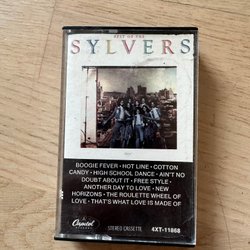 BEST OF THE
SYLVERS
BOOGIE FEVER • HOT LINE • COTTON
CANDY • HIGH SCHOOL DANCE • AIN'T NO
DOUBT ABOUT IT • FREE STYLE •
ANOTHER DAY TO LOVE • NEW
HORIZONS • THE ROULETTE WHEEL OF
LOVE • THAT'S WHAT LOVE IS MADE OF
Capitol
STEREO CASSETTE
4XT-11868